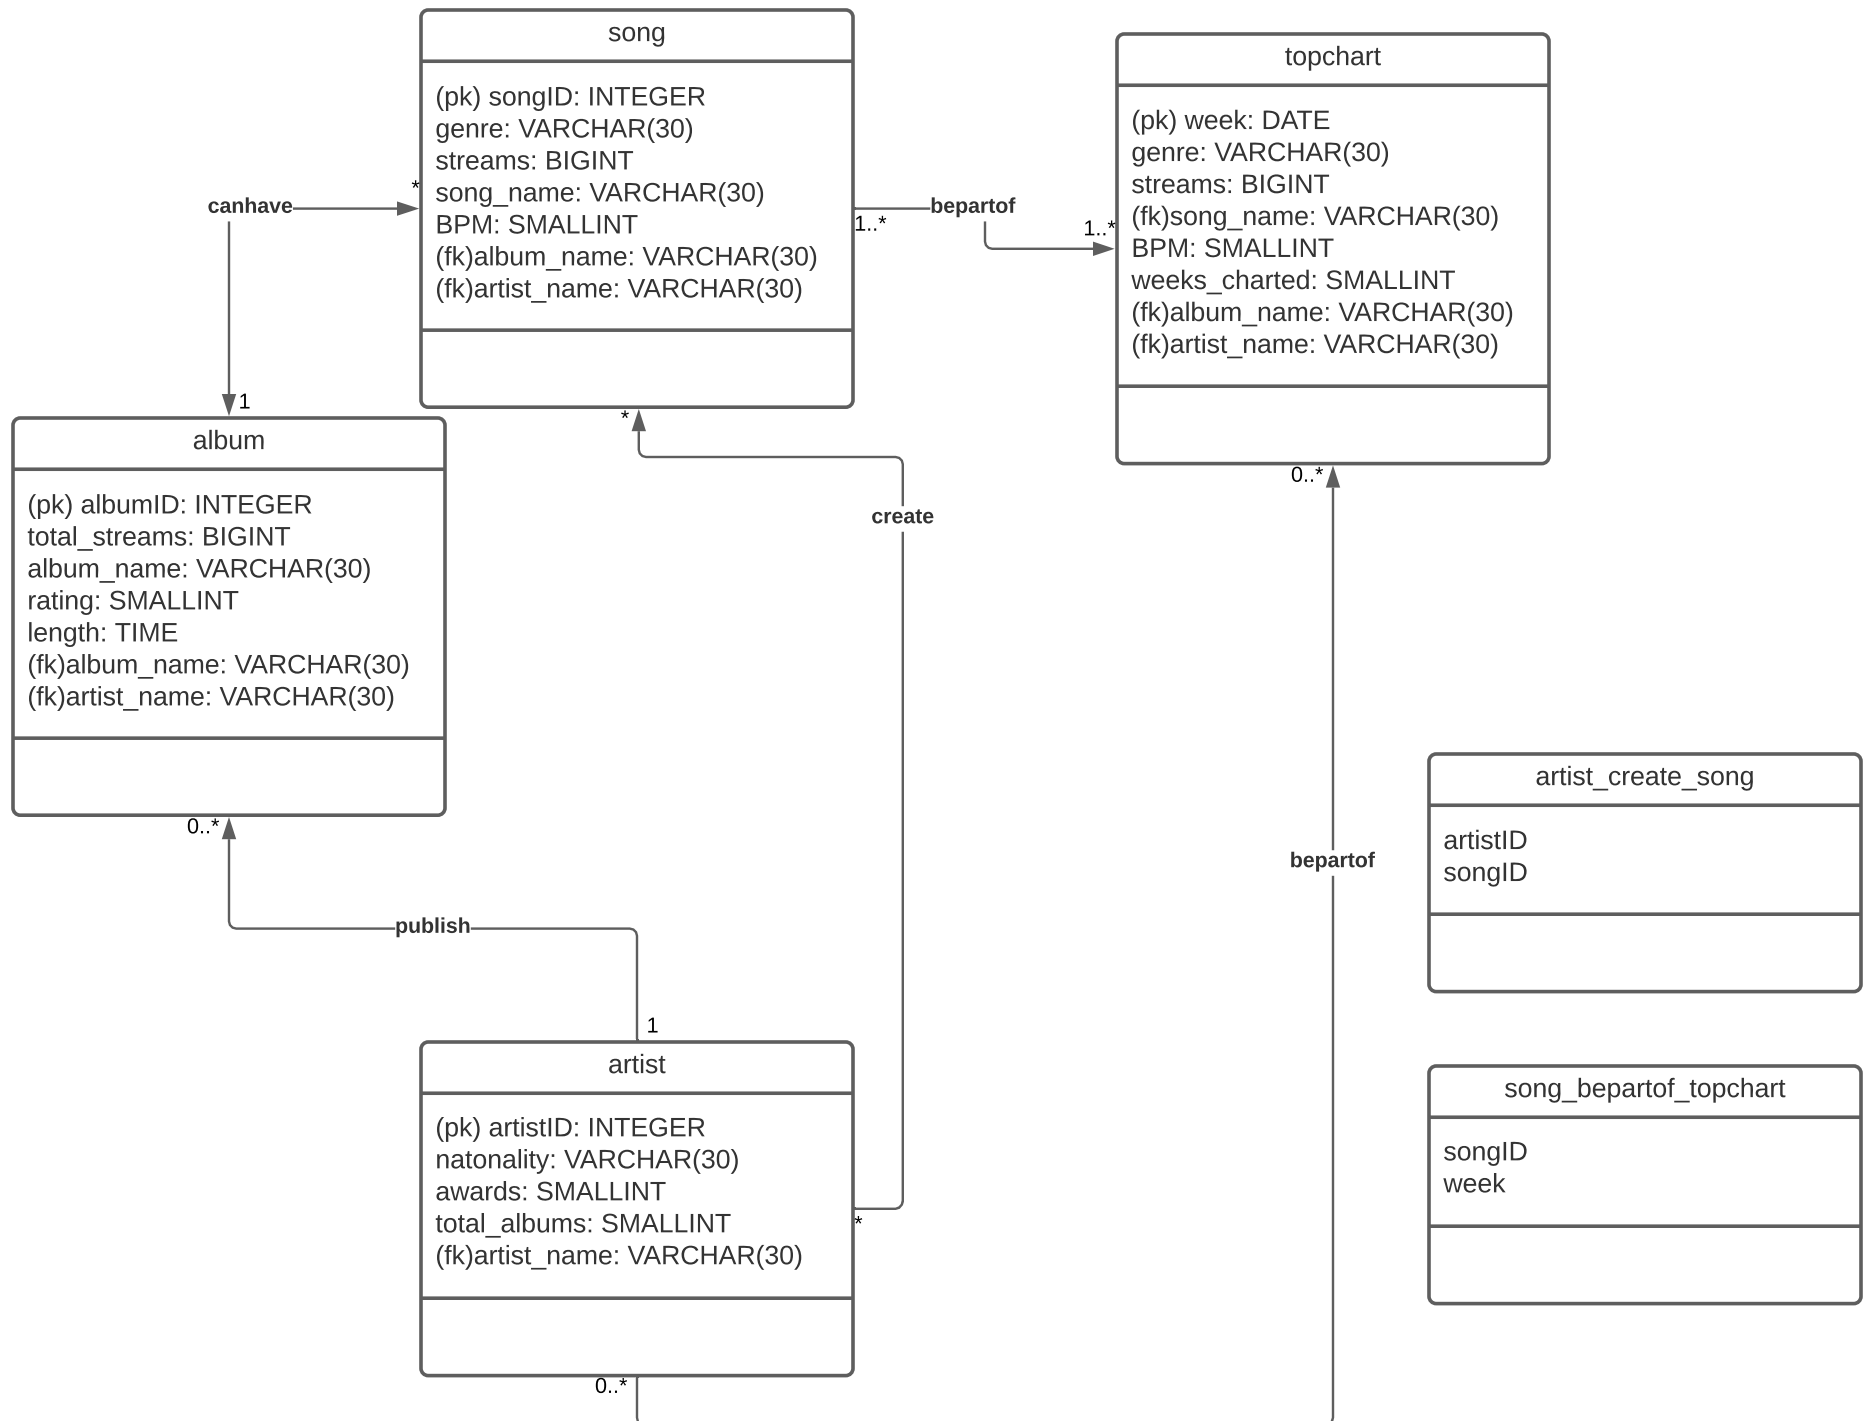 song
(pk) songID: INTEGER
genre: VARCHAR(30)
streams: BIGINT
song_name: VARCHAR(30)
BPM: SMALLINT
(fk)album_name: VARCHAR(30)
(fk)artist_name: VARCHAR(30)
topchart
(pk) week: DATE
genre: VARCHAR(30)
streams: BIGINT
(fk)song_name: VARCHAR(30)
BPM: SMALLINT
weeks_charted: SMALLINT
(fk)album_name: VARCHAR(30)
(fk)artist_name: VARCHAR(30)
*
canhave
1
1..*
bepartof
1..*
album
(pk) albumID: INTEGER
total_streams: BIGINT
album_name: VARCHAR(30)
rating: SMALLINT
length: TIME
(fk)album_name: VARCHAR(30)
(fk)artist_name: VARCHAR(30)
*
create
*
0..*
bepartof
0..*
0..*
publish
1
artist
(pk) artistID: INTEGER
natonality: VARCHAR(30)
awards: SMALLINT
total_albums: SMALLINT
(fk)artist_name: VARCHAR(30)
artist_create_song
artistID
songID
song_bepartof_topchart
songID
week